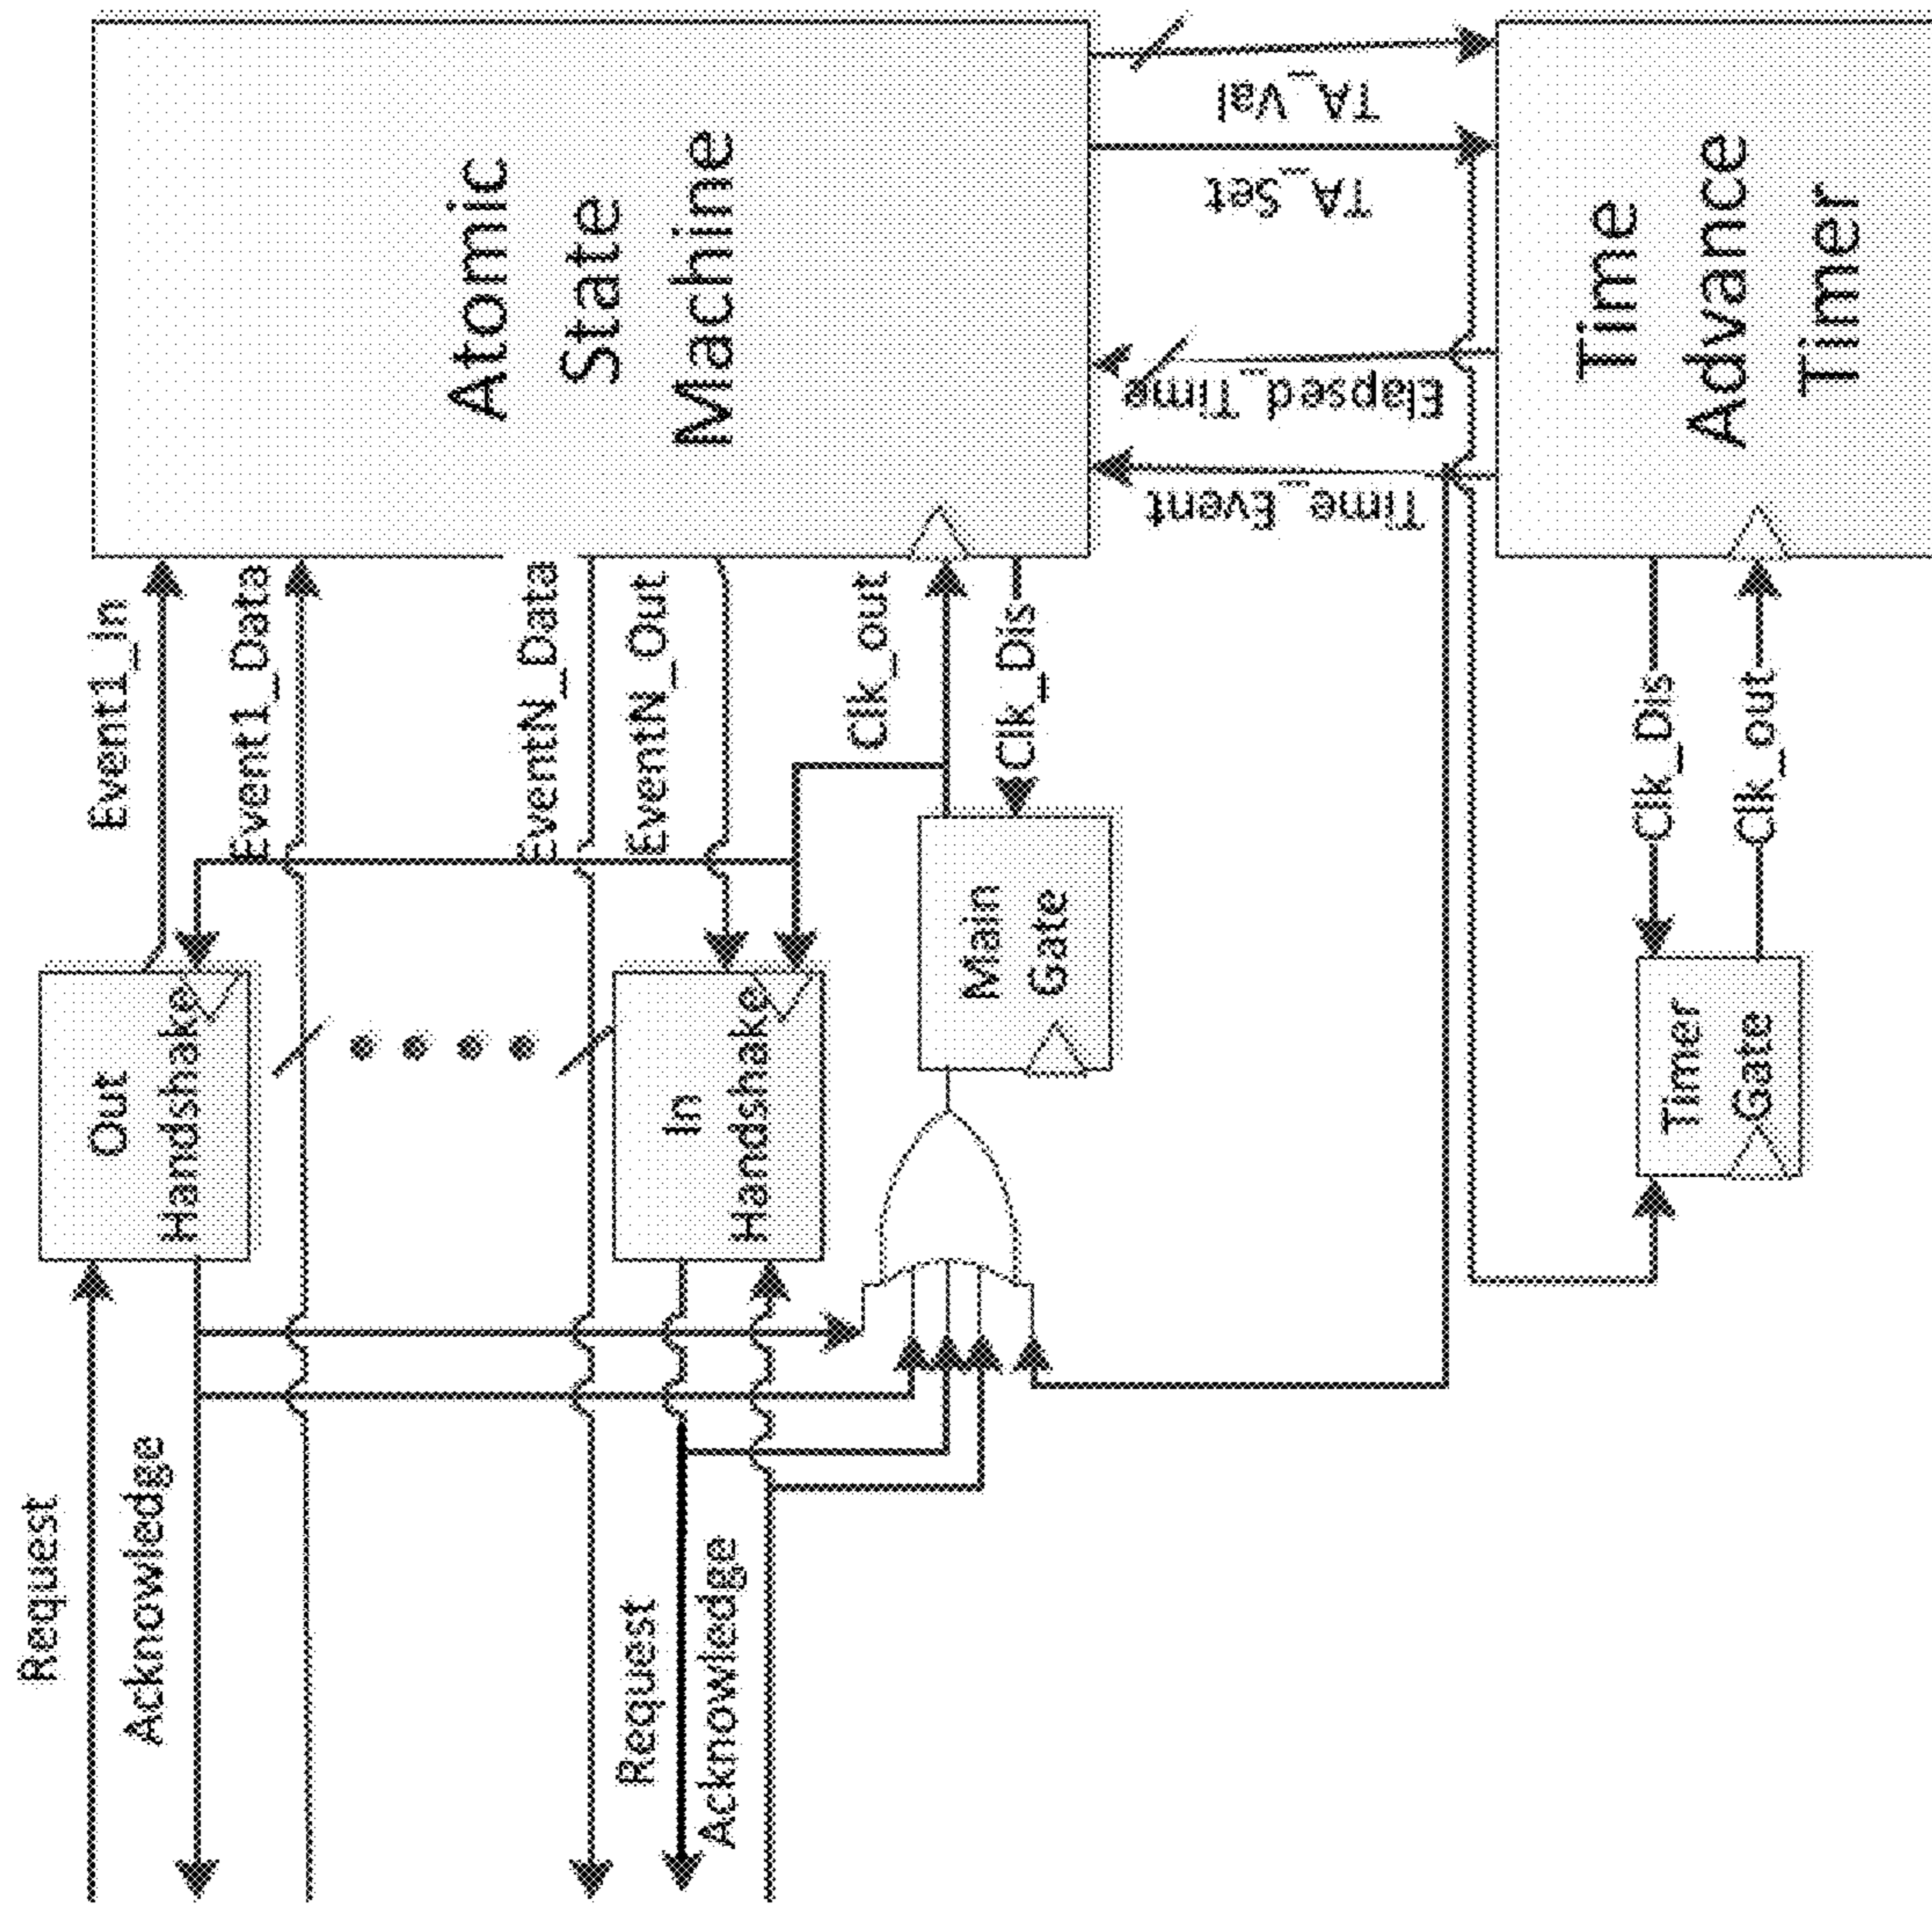 Request
Acknowledge
Out
Handshake
Event1_in
Event1_Data
EventN_Data
EventN_Out
Request
Acknowledge
In
Handshake
Clk_out
Clk_Dis
Main
Gate
Atomic
State
Machine
TA_Val
TA_Set
Elapsed_Time
Time_Event
Timer
Gate
Clk_Dis
Clk_out
Time
Advance
Timer